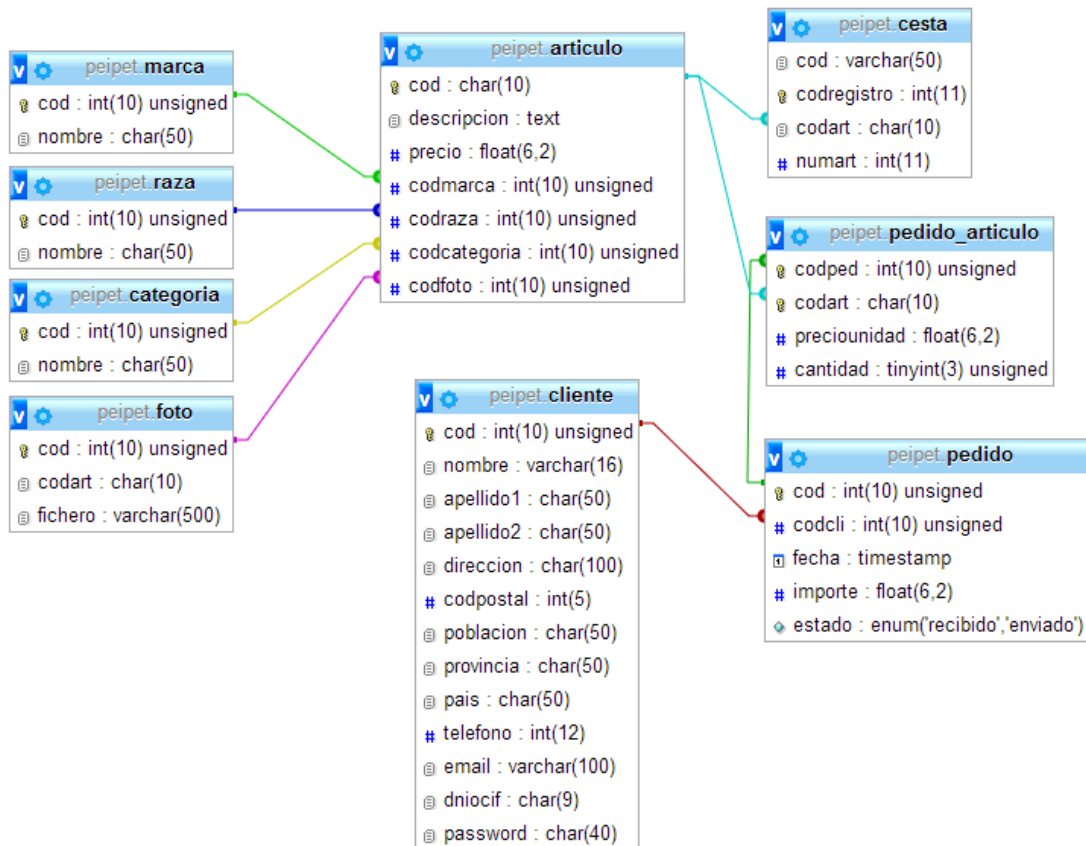 peipet.marca
cod : int(10) unsigned
nombre : char(50)
peipet.raza
cod : int(10) unsigned
nombre : char(50)
peipet.categoria
cod : int(10) unsigned
nombre : char(50)
peipet.foto
cod : int(10) unsigned
codart : char(10)
fichero : varchar(500)
peipet.articulo
cod : char(10)
descripcion : text
precio : float(6,2)
codmarca : int(10) unsigned
codraza : int(10) unsigned
codcategoria : int(10) unsigned
codfoto : int(10) unsigned
peipet.cliente
cod : int(10) unsigned
nombre : varchar(16)
apellido1 : char(50)
apellido2 : char(50)
direccion : char(100)
codpostal : int(5)
poblacion : char(50)
provincia : char(50)
pais : char(50)
telefono : int(12)
email : varchar(100)
dniocif : char(9)
password : char(40)
peipet.cesta
cod : varchar(50)
codregistro : int(11)
codart : char(10)
numart : int(11)
peipet.pedido_articulo
codped : int(10) unsigned
codart : char(10)
preciounidad : float(6,2)
cantidad : tinyint(3) unsigned
peipet.pedido
cod : int(10) unsigned
codcli : int(10) unsigned
fecha : timestamp
importe : float(6,2)
estado : enum('recibido','enviado')